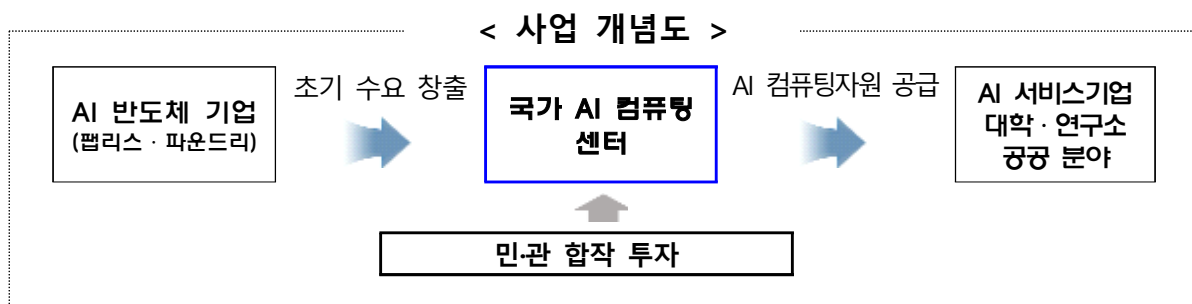 < 사업 개념도 >
AI 반도체 기업
(팹리스 · 파운드리)
초기 수요 창출
국가 AI 컴퓨팅
센터
AI 컴퓨팅자원 공급
AI 서비스기업
대학 · 연구소
공공 분야
민·관 합작 투자